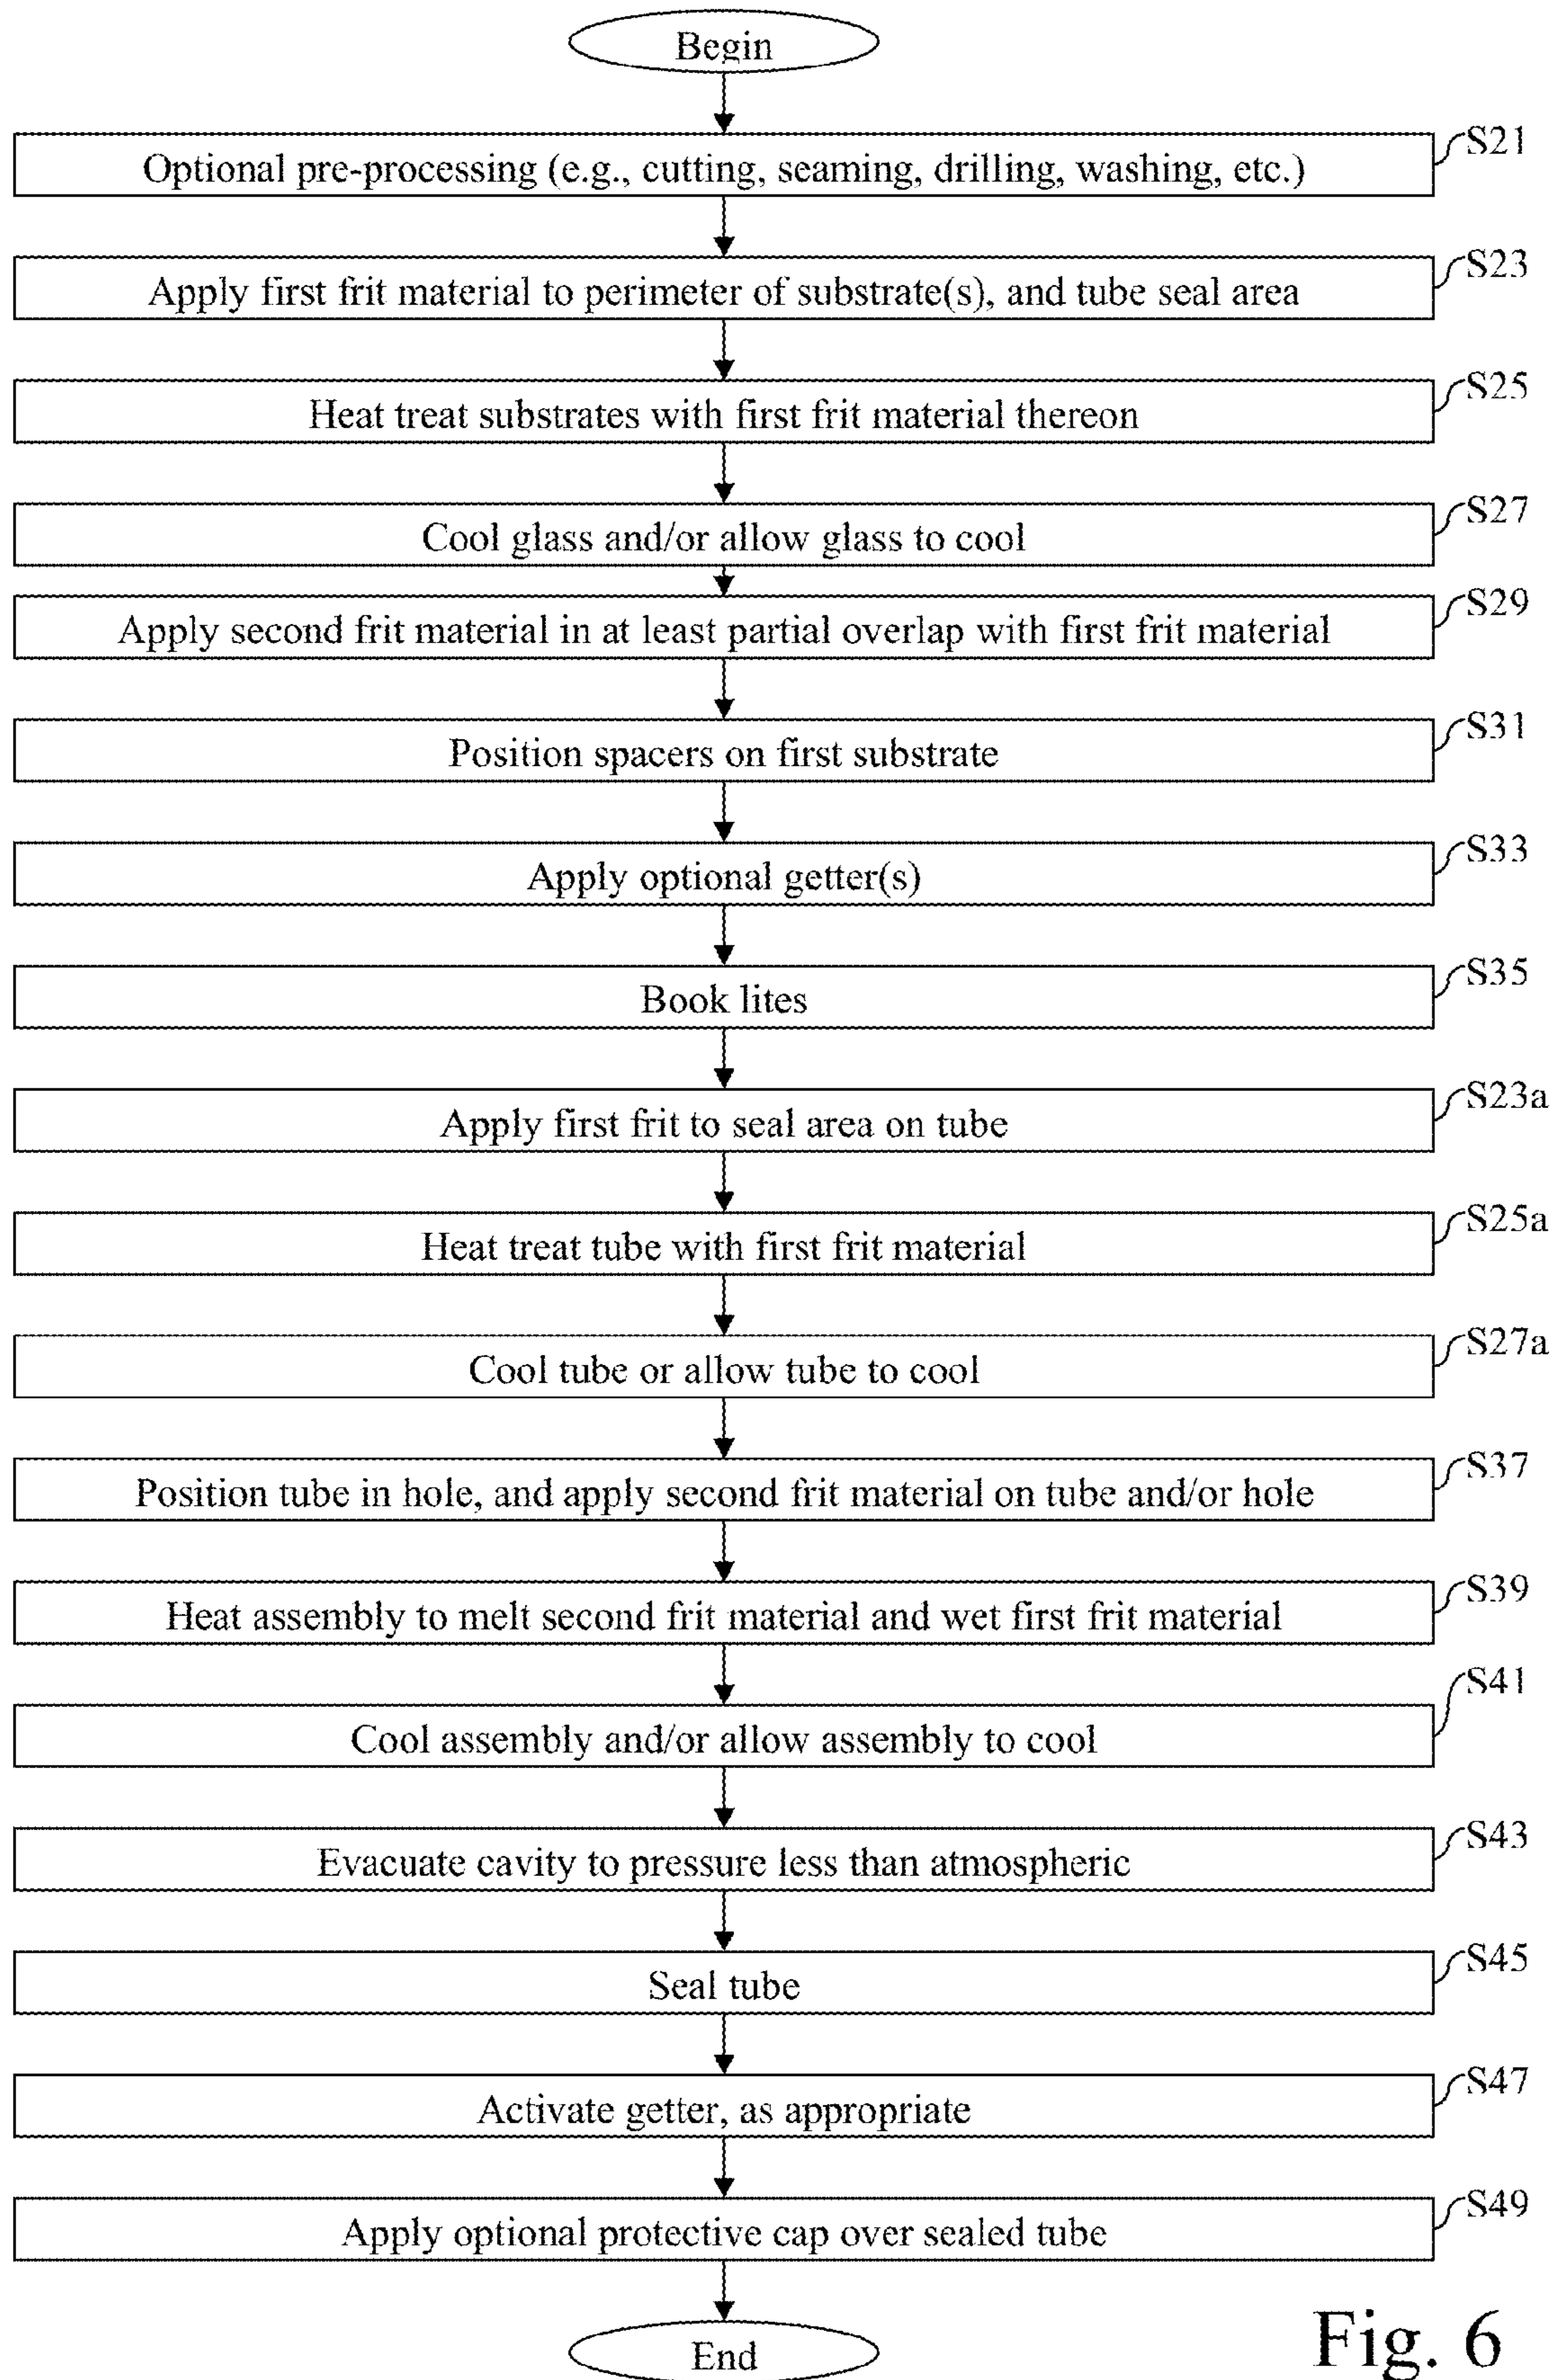 Begin
S21
Optional pre-processing (e.g., cutting, seaming, drilling, washing, etc.)
S23
Apply first frit material to perimeter of substrate(s), and tube seal area
S25
Heat treat substrates with first frit material thereon
S27
Cool glass and/or allow glass to cool
S29
Apply second frit material in at least partial overlap with first frit material
S31
Position spacers on first substrate
S33
Apply optional getter(s)
S35
Book lites
S23a
Apply first frit to seal area on tube
S25a
Heat treat tube with first frit material
S27a
Cool tube or allow tube to cool
S37
Position tube in hole, and apply second frit material on tube and/or hole
S39
Heat assembly to melt second frit material and wet first frit material
S41
Cool assembly and/or allow assembly to cool
S43
Evacuate cavity to pressure less than atmospheric
S45
Seal tube
S47
Activate getter, as appropriate
S49
Apply optional protective cap over sealed tube
End
Fig. 6